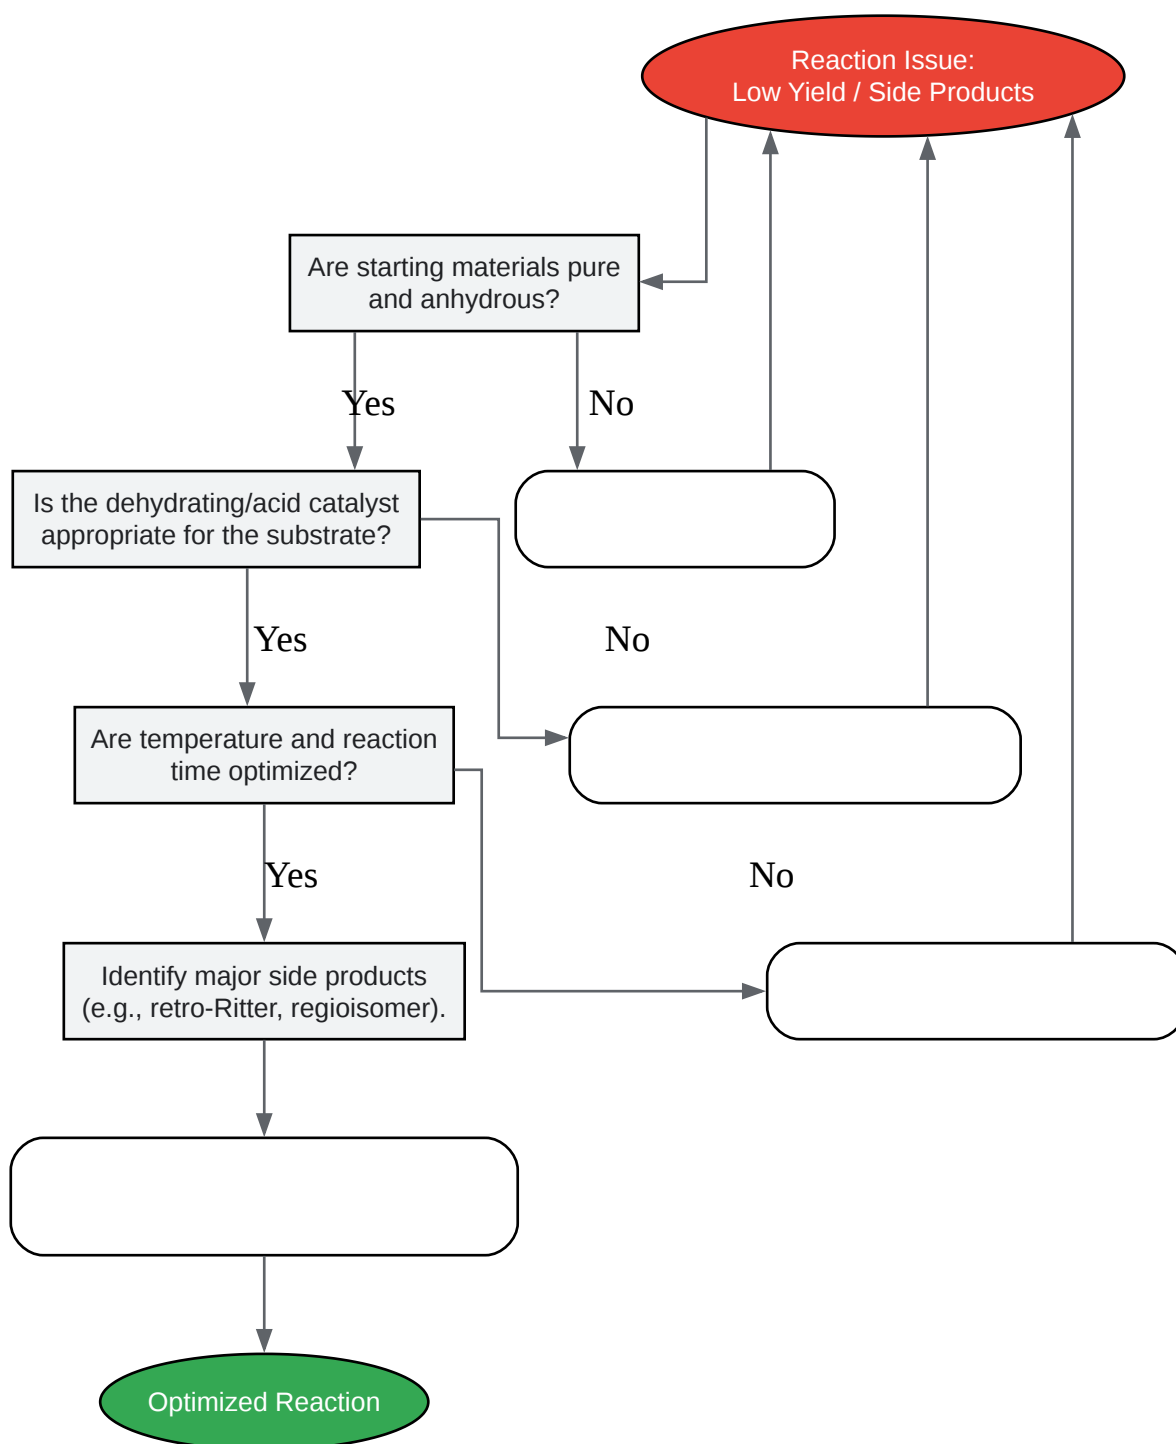 Reaction Issue:
Low Yield / Side Products
Are starting materials pure
and anhydrous?
Yes
No
Is the dehydrating/acid catalyst
appropriate for the substrate?
Yes
No
Are temperature and reaction
time optimized?
Yes
No
Identify major side products
(e.g., retro-Ritter, regioisomer).
Optimized Reaction